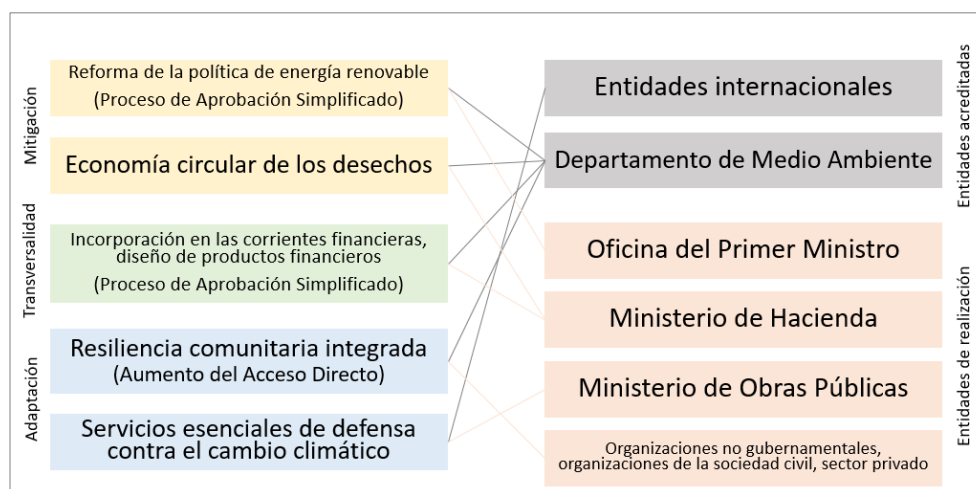 Mitigación
Reforma de la política de energía renovable
(Proceso de Aprobación Simplificado)
Economía circular de los desechos
Transversalidad
Incorporación en las corrientes financieras,
diseño de productos financieros
(Proceso de Aprobación Simplificado)
Adaptación
Resiliencia comunitaria integrada
(Aumento del Acceso Directo)
Servicios esenciales de defensa
contra el cambio climático
Entidades internacionales
Departamento de Medio Ambiente
Entidades acreditadas
Oficina del Primer Ministro
Ministerio de Hacienda
Ministerio de Obras Públicas
Organizaciones no gubernamentales,
organizaciones de la sociedad civil, sector privado
Entidades de realización